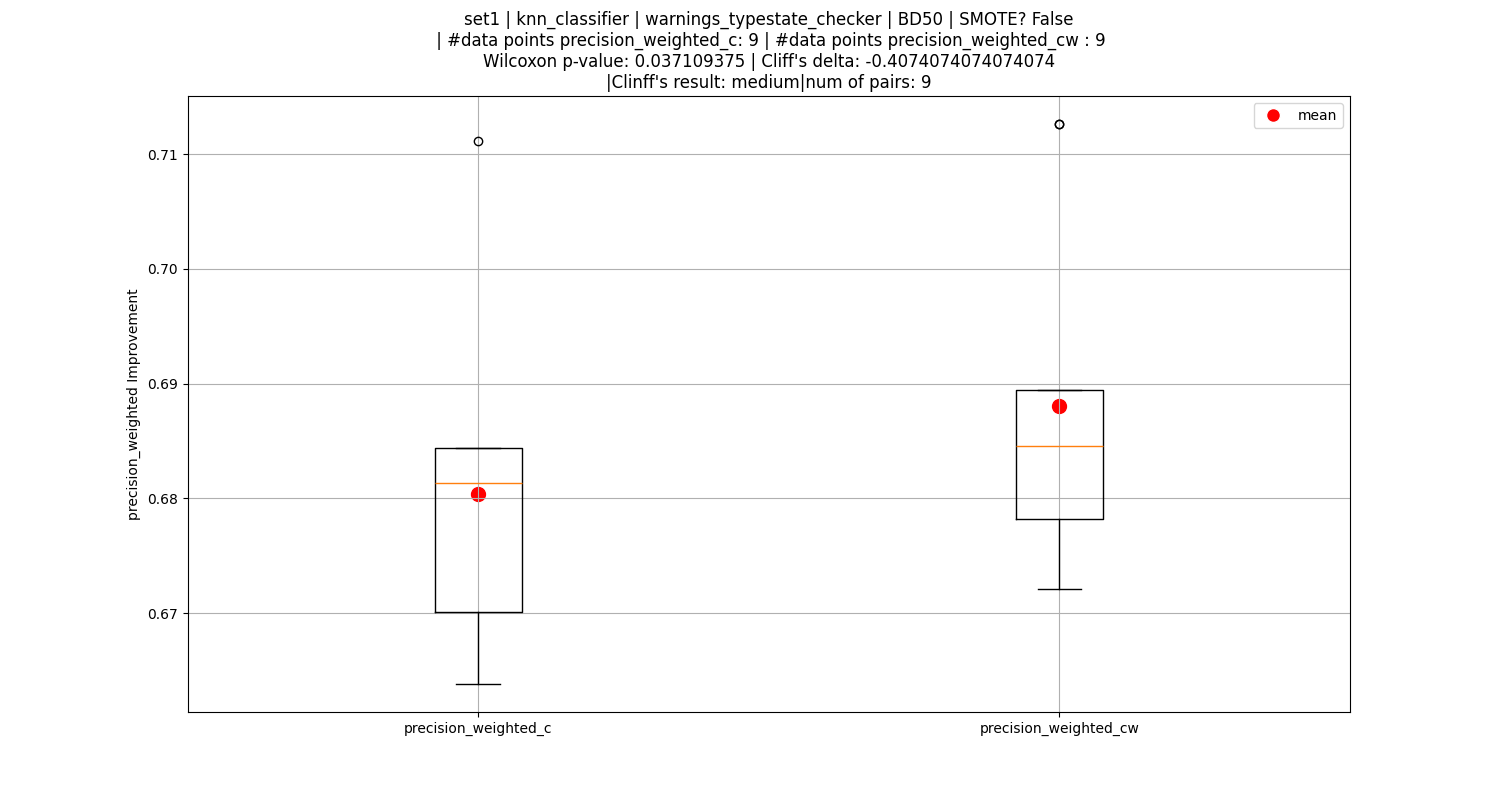 set1 | knn_classifier | warnings_typestate_checker | BD50 | SMOTE? False
| #data points precision_weighted_c: 9 | #data points precision_weighted_cw : 9
Wilcoxon p-value: 0.037109375 | Cliff's delta: -0.4074074074074074
|Clinff's result: medium|num of pairs: 9
mean
0.71
0.70
0.69
0.68
0.67
precision_weighted Improvement
precision_weighted_c
precision_weighted_cw